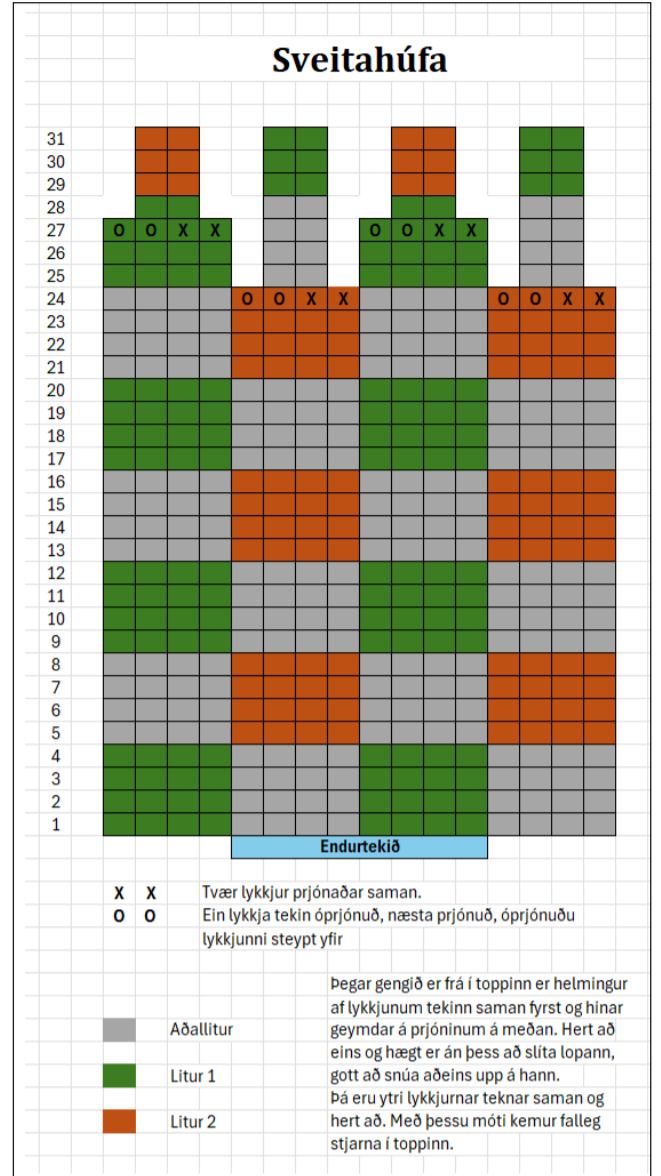 Sveitahúfa
31
30
29
28
27 O O X X O O X X
26
25
24 O O X X O O X X
23
22
21
20
19
18
17
16
15
14
13
12
11
10
9
8
7
6
5
4
3
2
1
Endurtekið
X X Tvær lykkjur prjónaðar saman.
O O Ein lykkja tekin óprjónuð, næsta prjónuð, óprjónuðu
lykkjunni steypt yfir
Aðallitur
Litur 1
Litur 2
Þegar gengið er frá í toppinn er helmingur
af lykkjunum tekinn saman fyrst og hinar
geymdar á prjóninum á meðan. Hert að
eins og hægt er án þess að slíta lopann,
gott að snúa aðeins upp á hann.
Þá eru ytri lykkjurnar teknar saman og
hert að. Með þessu móti kemur falleg
stjarna í toppinn.